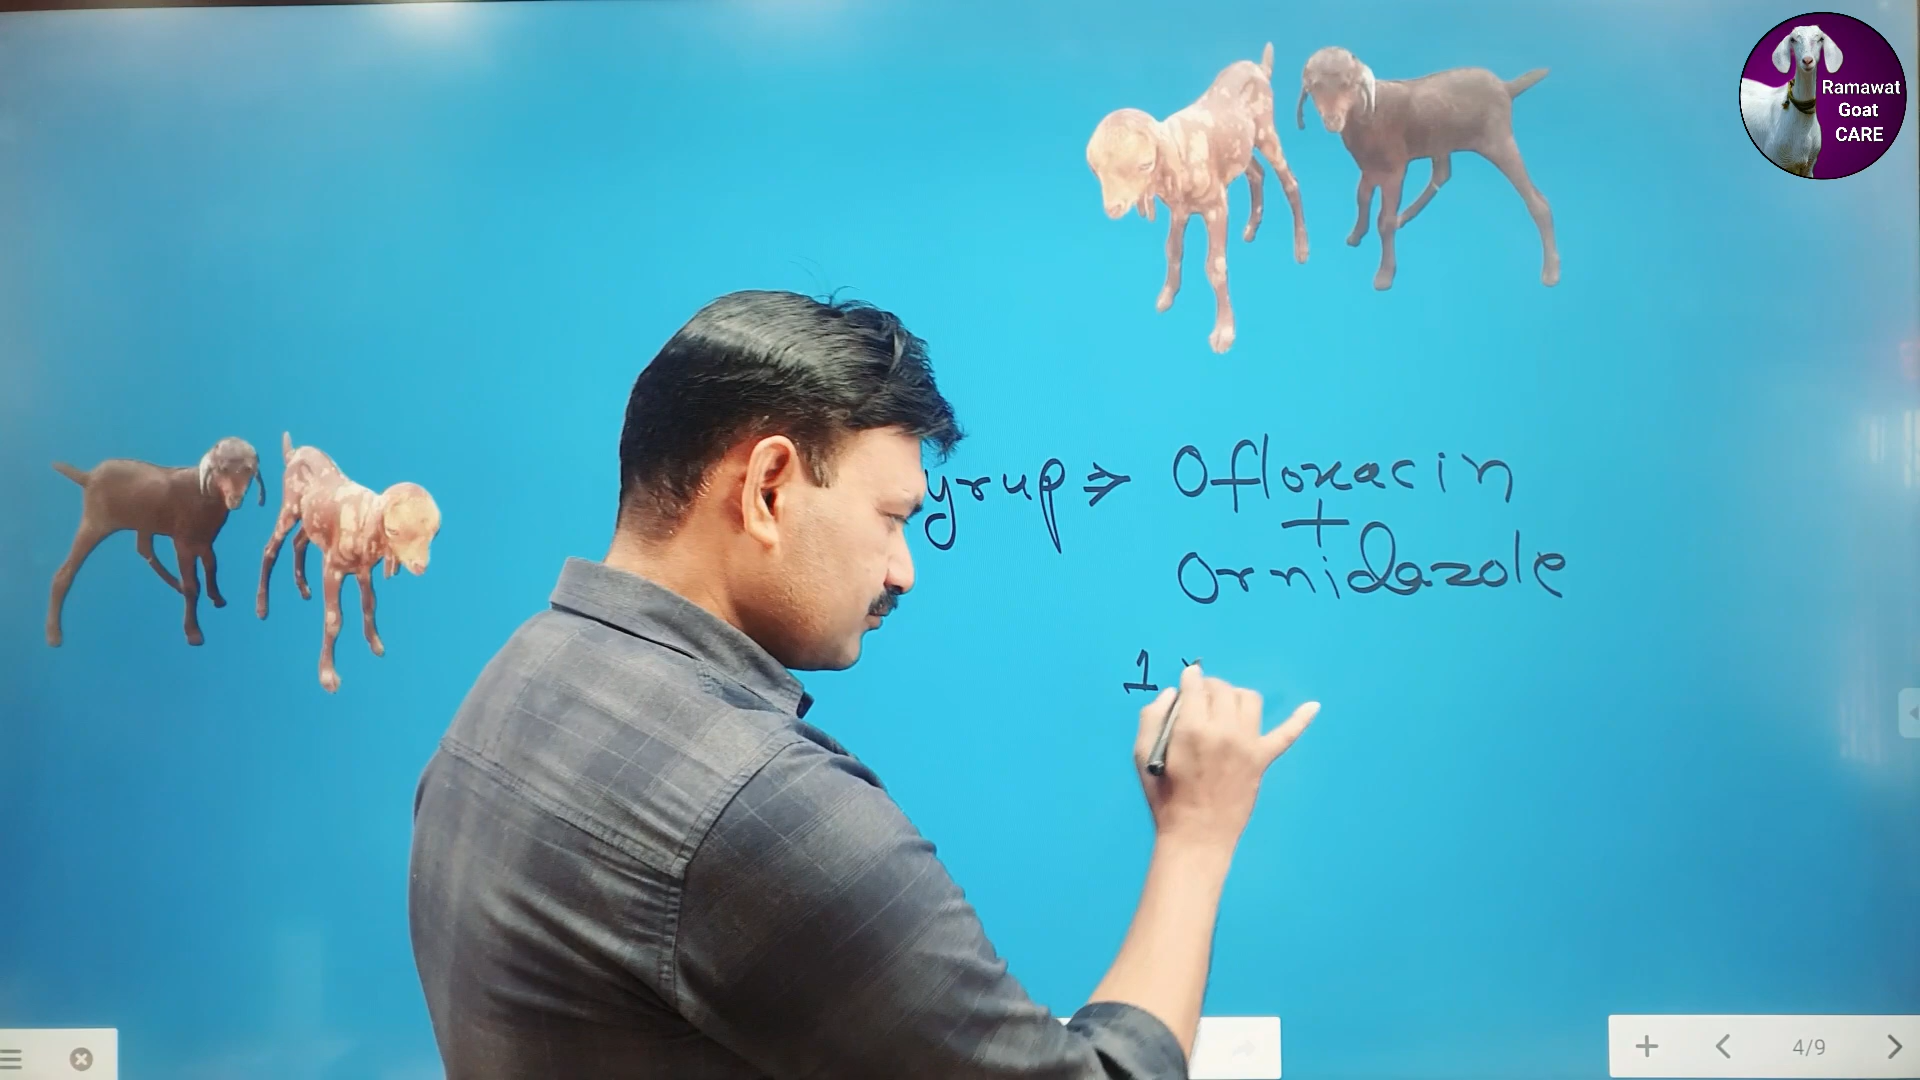 Ramawat
Goat
CARE
yrup ⇒ Ofloxacin
+
Ornidazole
1
4/9